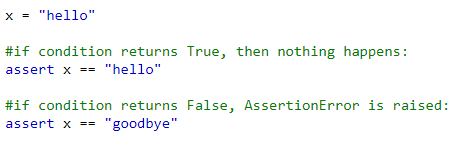 x = "hello"
#if condition returns True, then nothing happens:
assert x == "hello"
#if condition returns False, AssertionError is raised:
assert x == "goodbye"